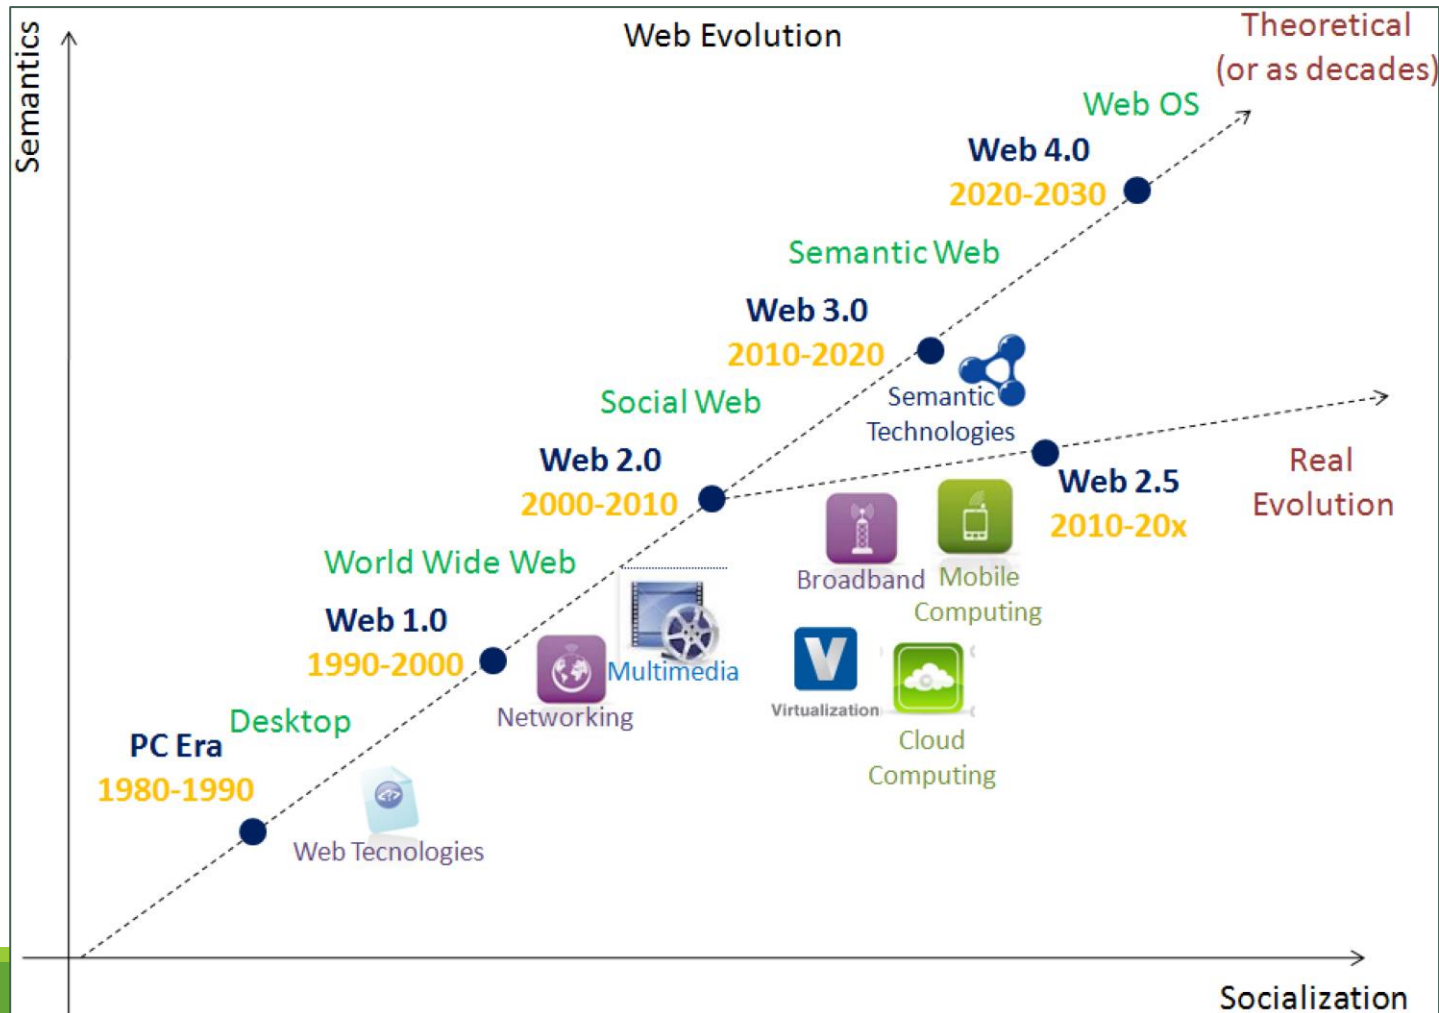 Web Evolution
Semantics
Theoretical
(or as decades)
Web OS
Web 4.0
2020-2030
Semantic Web
Web 3.0
2010-2020
Semantic
Technologies
Social Web
Web 2.0
2000-2010
Web 2.5
2010-20x
Real
Evolution
Broadband
Mobile
Computing
World Wide Web
Web 1.0
1990-2000
Networking
Multimedia
V
Virtualization
Cloud
Computing
Desktop
PC Era
1980-1990
<?>
Web Tecnologies
Socialization